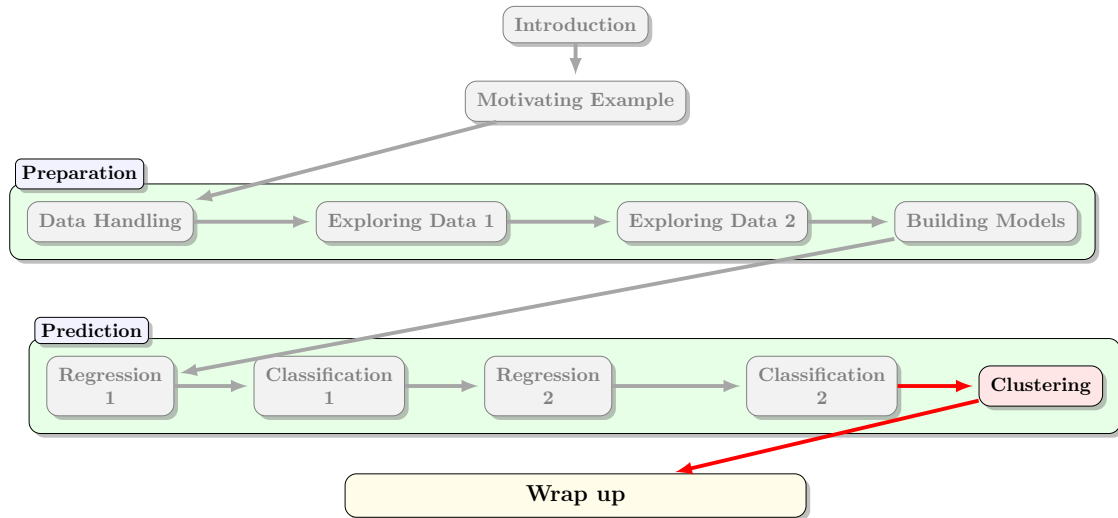 Introduction
Motivating Example
Preparation
Data Handling
Exploring Data 1
Exploring Data 2
Building Models
Prediction
Regression
1
Classification
1
Regression
2
Classification
2
Clustering
Wrap up